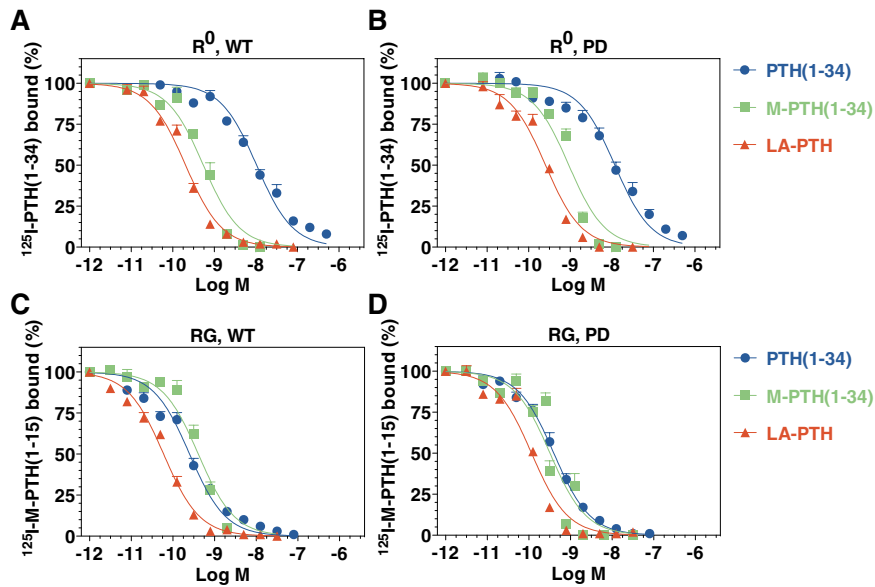 A
R⁰, WT
¹²⁵I-PTH(1-34) bound (%)
100
75
50
25
0
-12 -11 -10 -9 -8 -7 -6
Log M
B
R⁰, PD
¹²⁵I-PTH(1-34) bound (%)
100
75
50
25
0
-12 -11 -10 -9 -8 -7 -6
Log M
PTH(1-34)
M-PTH(1-34)
LA-PTH
C
RG, WT
¹²⁵I-M-PTH(1-15) bound (%)
100
75
50
25
0
-12 -11 -10 -9 -8 -7 -6
Log M
D
RG, PD
¹²⁵I-M-PTH(1-15) bound (%)
100
75
50
25
0
-12 -11 -10 -9 -8 -7 -6
Log M
PTH(1-34)
M-PTH(1-34)
LA-PTH